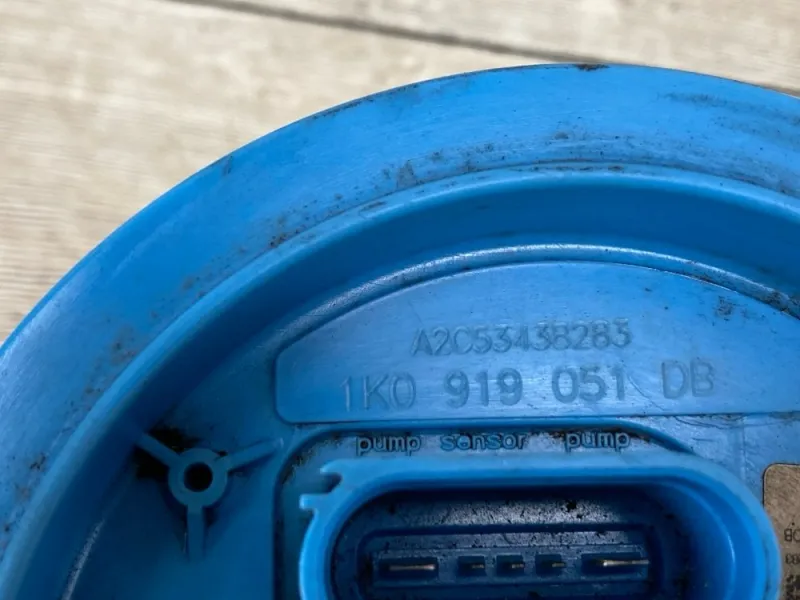 A2C53438283
1K0 919 051 DB
pump sensor pump